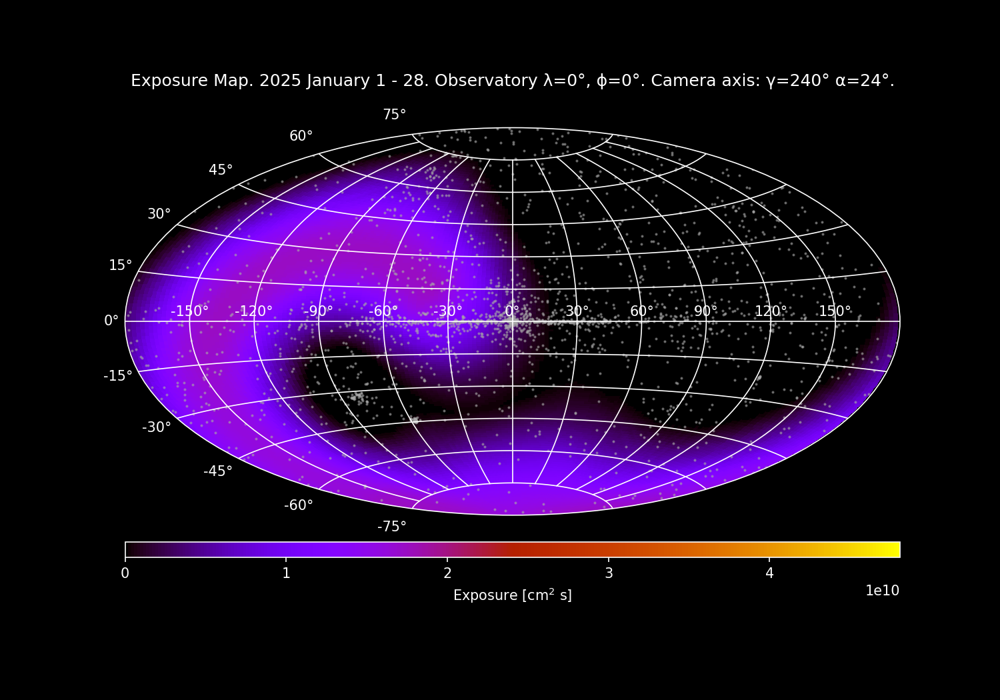 Exposure Map. 2025 January 1 - 28. Observatory λ=0°, ϕ=0°. Camera axis: γ=240° α=24°.
75°
60°
45°
30°
15°
-150° -120° -90° -60° -30° 0° 30° 60° 90° 120° 150°
0°
-15°
-30°
-45°
-60°
-75°
0 1 2 3 4
1e10
Exposure [cm² s]